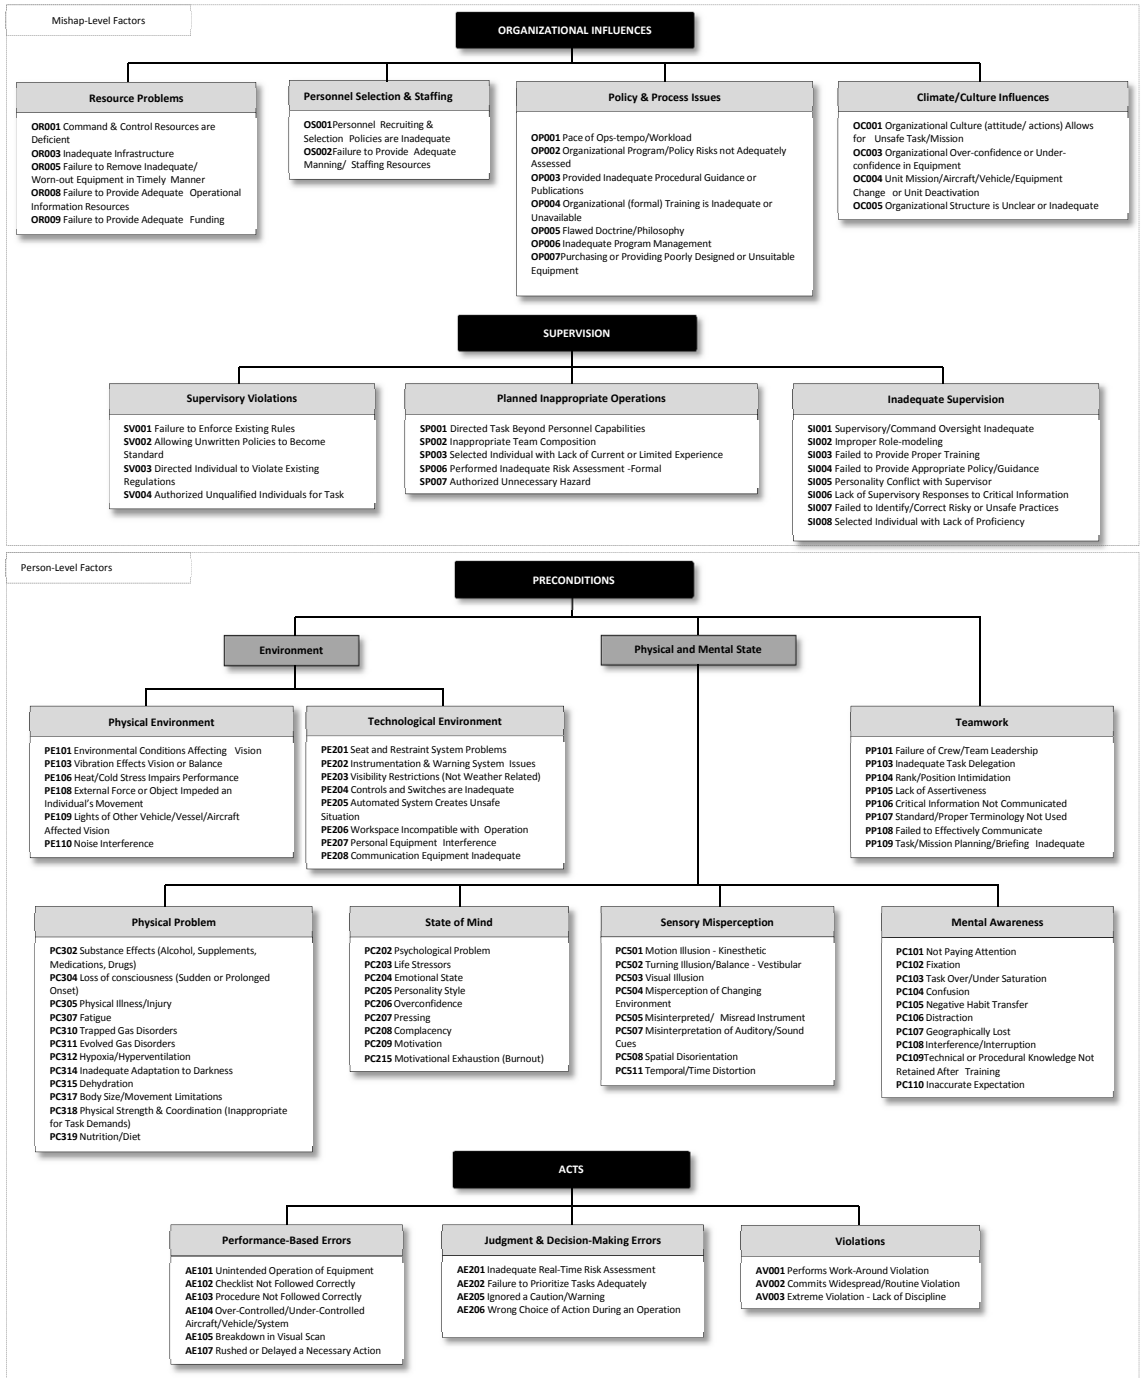 Mishap-Level Factors
ORGANIZATIONAL INFLUENCES
Resource Problems
OR001 Command & Control Resources are
Deficient
OR003 Inadequate Infrastructure
OR005 Failure to Remove Inadequate/
Worn-out Equipment in Timely Manner
OR008 Failure to Provide Adequate Operational
Information Resources
OR009 Failure to Provide Adequate Funding
Personnel Selection & Staffing
OS001Personnel Recruiting &
Selection Policies are Inadequate
OS002Failure to Provide Adequate
Manning/ Staffing Resources
Policy & Process Issues
OP001 Pace of Ops-tempo/Workload
OP002 Organizational Program/Policy Risks not Adequately
Assessed
OP003 Provided Inadequate Procedural Guidance or
Publications
OP004 Organizational (formal) Training is Inadequate or
Unavailable
OP005 Flawed Doctrine/Philosophy
OP006 Inadequate Program Management
OP007Purchasing or Providing Poorly Designed or Unsuitable
Equipment
Climate/Culture Influences
OC001 Organizational Culture (attitude/ actions) Allows
for Unsafe Task/Mission
OC003 Organizational Over-confidence or Under-
confidence in Equipment
OC004 Unit Mission/Aircraft/Vehicle/Equipment
Change or Unit Deactivation
OC005 Organizational Structure is Unclear or Inadequate
SUPERVISION
Supervisory Violations
SV001 Failure to Enforce Existing Rules
SV002 Allowing Unwritten Policies to Become
Standard
SV003 Directed Individual to Violate Existing
Regulations
SV004 Authorized Unqualified Individuals for Task
Planned Inappropriate Operations
SP001 Directed Task Beyond Personnel Capabilities
SP002 Inappropriate Team Composition
SP003 Selected Individual with Lack of Current or Limited Experience
SP006 Performed Inadequate Risk Assessment -Formal
SP007 Authorized Unnecessary Hazard
Inadequate Supervision
SI001 Supervisory/Command Oversight Inadequate
SI002 Improper Role-modeling
SI003 Failed to Provide Proper Training
SI004 Failed to Provide Appropriate Policy/Guidance
SI005 Personality Conflict with Supervisor
SI006 Lack of Supervisory Responses to Critical Information
SI007 Failed to Identify/Correct Risky or Unsafe Practices
SI008 Selected Individual with Lack of Proficiency
Person-Level Factors
PRECONDITIONS
Environment
Physical and Mental State
Physical Environment
PE101 Environmental Conditions Affecting Vision
PE103 Vibration Effects Vision or Balance
PE106 Heat/Cold Stress Impairs Performance
PE108 External Force or Object Impeded an
Individual's Movement
PE109 Lights of Other Vehicle/Vessel/Aircraft
Affected Vision
PE110 Noise Interference
Technological Environment
PE201 Seat and Restraint System Problems
PE202 Instrumentation & Warning System Issues
PE203 Visibility Restrictions (Not Weather Related)
PE204 Controls and Switches are Inadequate
PE205 Automated System Creates Unsafe
Situation
PE206 Workspace Incompatible with Operation
PE207 Personal Equipment Interference
PE208 Communication Equipment Inadequate
Teamwork
PP101 Failure of Crew/Team Leadership
PP103 Inadequate Task Delegation
PP104 Rank/Position Intimidation
PP105 Lack of Assertiveness
PP106 Critical Information Not Communicated
PP107 Standard/Proper Terminology Not Used
PP108 Failed to Effectively Communicate
PP109 Task/Mission Planning/Briefing Inadequate
Physical Problem
PC302 Substance Effects (Alcohol, Supplements,
Medications, Drugs)
PC304 Loss of consciousness (Sudden or Prolonged
Onset)
PC305 Physical Illness/Injury
PC307 Fatigue
PC310 Trapped Gas Disorders
PC311 Evolved Gas Disorders
PC312 Hypoxia/Hyperventilation
PC314 Inadequate Adaptation to Darkness
PC315 Dehydration
PC317 Body Size/Movement Limitations
PC318 Physical Strength & Coordination (Inappropriate
for Task Demands)
PC319 Nutrition/Diet
State of Mind
PC202 Psychological Problem
PC203 Life Stressors
PC204 Emotional State
PC205 Personality Style
PC206 Overconfidence
PC207 Pressing
PC208 Complacency
PC209 Motivation
PC215 Motivational Exhaustion (Burnout)
Sensory Misperception
PC501 Motion Illusion - Kinesthetic
PC502 Turning Illusion/Balance - Vestibular
PC503 Visual Illusion
PC504 Misperception of Changing
Environment
PC505 Misinterpreted/ Misread Instrument
PC507 Misinterpretation of Auditory/Sound
Cues
PC508 Spatial Disorientation
PC511 Temporal/Time Distortion
Mental Awareness
PC101 Not Paying Attention
PC102 Fixation
PC103 Task Over/Under Saturation
PC104 Confusion
PC105 Negative Habit Transfer
PC106 Distraction
PC107 Geographically Lost
PC108 Interference/Interruption
PC109Technical or Procedural Knowledge Not
Retained After Training
PC110 Inaccurate Expectation
ACTS
Performance-Based Errors
AE101 Unintended Operation of Equipment
AE102 Checklist Not Followed Correctly
AE103 Procedure Not Followed Correctly
AE104 Over-Controlled/Under-Controlled
Aircraft/Vehicle/System
AE105 Breakdown in Visual Scan
AE107 Rushed or Delayed a Necessary Action
Judgment & Decision-Making Errors
AE201 Inadequate Real-Time Risk Assessment
AE202 Failure to Prioritize Tasks Adequately
AE205 Ignored a Caution/Warning
AE206 Wrong Choice of Action During an Operation
Violations
AV001 Performs Work-Around Violation
AV002 Commits Widespread/Routine Violation
AV003 Extreme Violation - Lack of Discipline